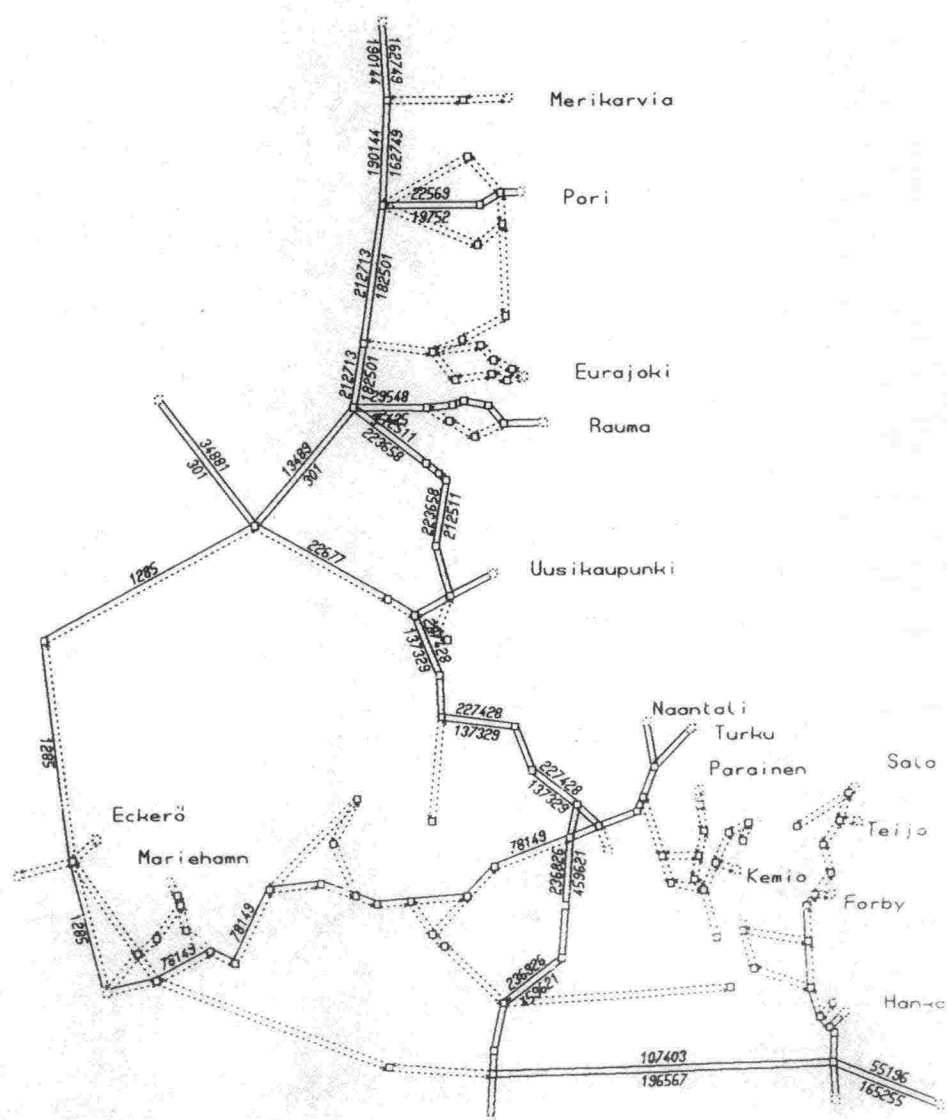 190144
162749
Merikarvia
190144
162749
22569
19752
Pori
212713
182501
212713
182501
Eurajoki
29548
Rauma
223658
34881
301
13489
301
223658
212511
22677
1285
Uusikaupunki
137329
227428
137329
Naantali
Turku
1285
227428
137329
Parainen
Salo
Eckerö
Mariehamn
78149
Teijo
Kemio
236826
459621
Forby
78149
1285
78149
236826
107403
196567
55196
165255